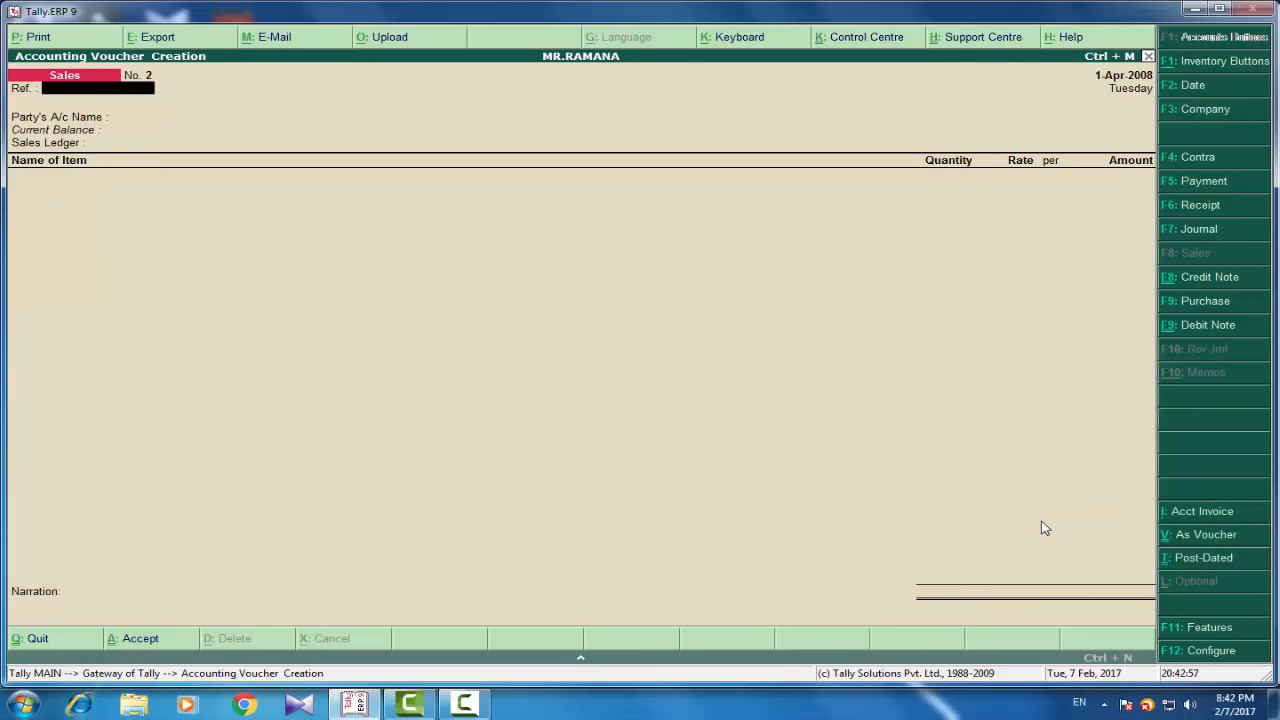 Tally.ERP 9
P: Print
E: Export
M: E-Mail
O: Upload
G: Language
K: Keyboard
K: Control Centre
H: Support Centre
H: Help
Accounting Voucher Creation
MR.RAMANA
Ctrl + M
Sales
No. 2
1-Apr-2008
Ref. :
Tuesday
Party's A/c Name :
Current Balance :
Sales Ledger :
Name of Item
Quantity
Rate
per
Amount
Narration:
F1: Accounts Buttons
F1: Inventory Buttons
F2: Date
F3: Company
F4: Contra
F5: Payment
F6: Receipt
F7: Journal
F8: Sales
F8: Credit Note
F9: Purchase
F9: Debit Note
F10: Rev Jrnl
F10: Memos
I: Acct Invoice
V: As Voucher
T: Post-Dated
L: Optional
F11: Features
F12: Configure
Q: Quit
A: Accept
D: Delete
X: Cancel
Ctrl + N
Tally MAIN --> Gateway of Tally --> Accounting Voucher Creation
(c) Tally Solutions Pvt. Ltd., 1988-2009
Tue, 7 Feb, 2017
20:42:57
Tally
ERP 9
EN
8:42 PM
2/7/2017